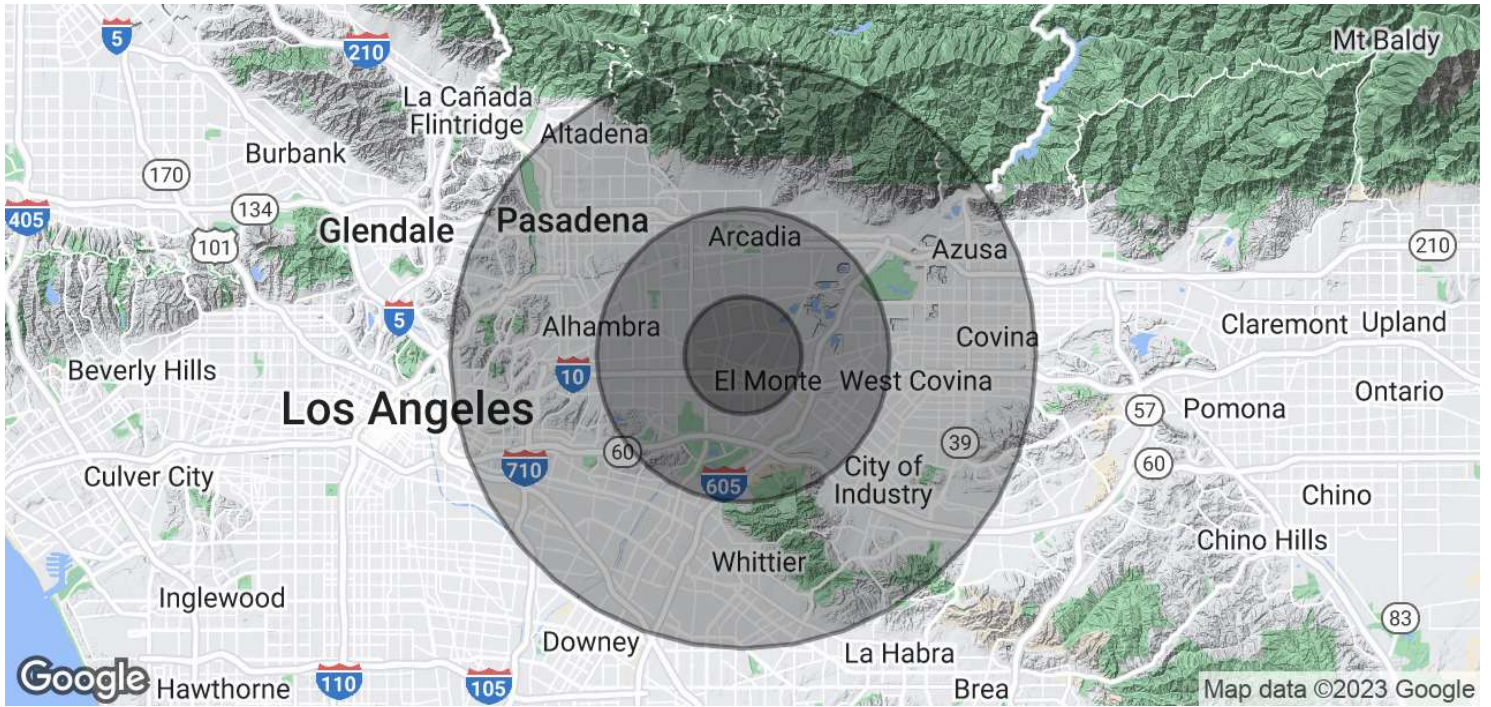 5
210
Mt Baldy
La Cañada
Flintridge
Altadena
Burbank
170
134
405
101
Glendale
Pasadena
Arcadia
Azusa
210
5
Alhambra
Covina
Claremont
Upland
Beverly Hills
10
El Monte
West Covina
Ontario
Los Angeles
57
Pomona
60
39
60
Culver City
710
605
City of
Industry
Chino
Whittier
Chino Hills
Inglewood
83
Downey
La Habra
Google
Hawthorne
110
105
Brea
Map data ©2023 Google